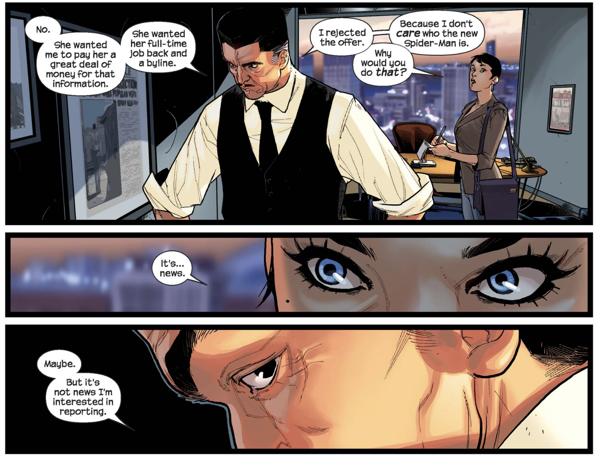 No.
She wanted
me to pay her a
great deal of
money for that
information.
She wanted
her full-time
job back and
a byline.
I rejected
the offer.
Because I don't
care who the new
Spider-Man is.
Why
would you
do that?
It's...
news.
Maybe.
But it's
not news I'm
interested in
reporting.